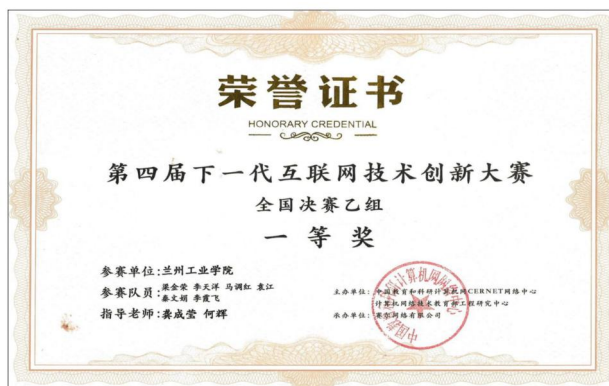 荣誉证书
HONORARY CREDENTIAL
第四届下一代互联网技术创新大赛
全国决赛乙组
一等奖
参赛单位:兰州工业学院
参赛队员:梁金荣 李天洋 马调红 袁江
秦文娟 李霞飞
指导老师:龚成莹 何辉
主办单位:中国教育和科研计算机网CERNET网络中心
计算机网络技术教育部工程研究中心
承办单位:赛尔网络有限公司